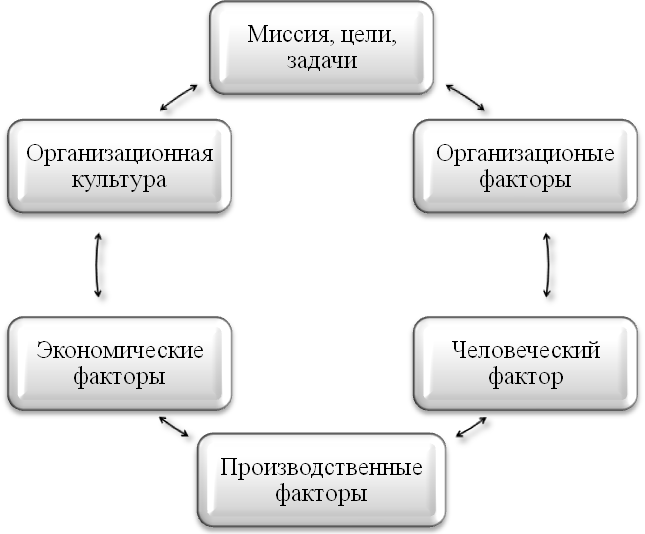 Миссия, цели,
задачи
Организационная
культура
Организационые
факторы
Экономические
факторы
Человеческий
фактор
Производственные
факторы